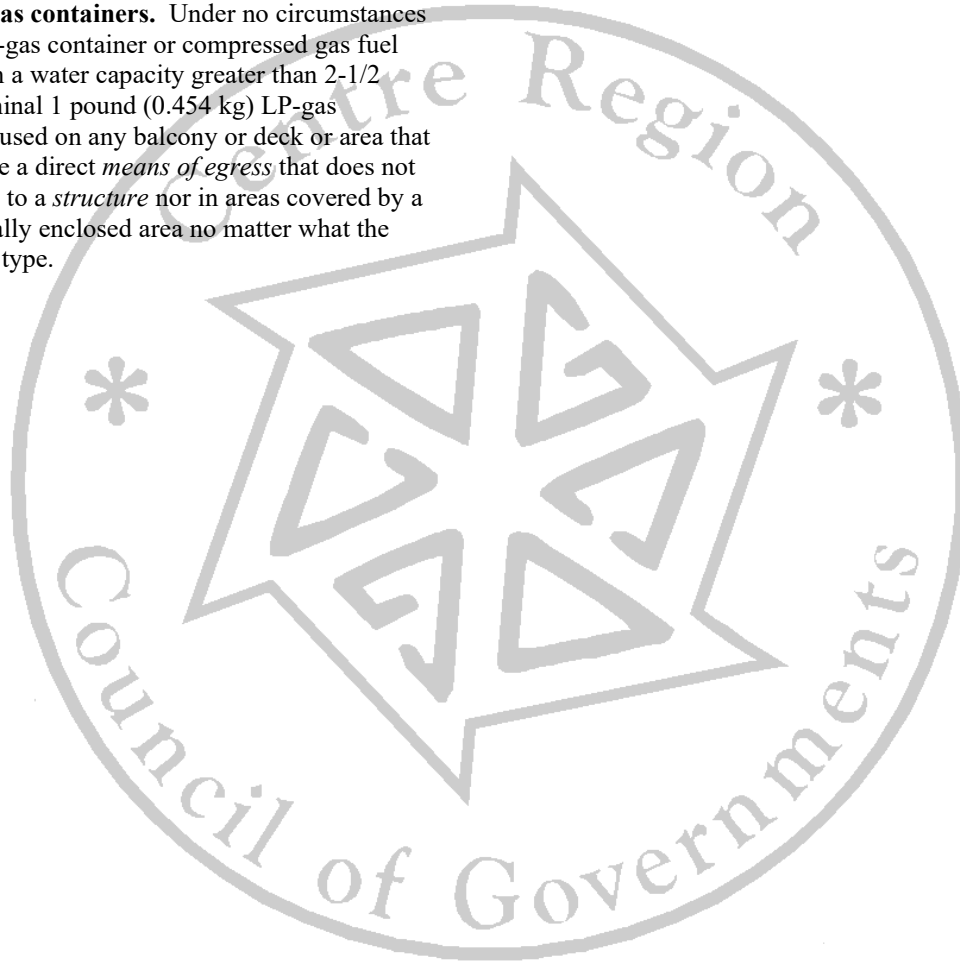 as containers. Under no circumstances
-gas container or compressed gas fuel
a water capacity greater than 2-1/2
inal 1 pound (0.454 kg) LP-gas
used on any balcony or deck or area that
e a direct means of egress that does not
to a structure nor in areas covered by a
ally enclosed area no matter what the
type.
Centre Region
* *
Council of Governments